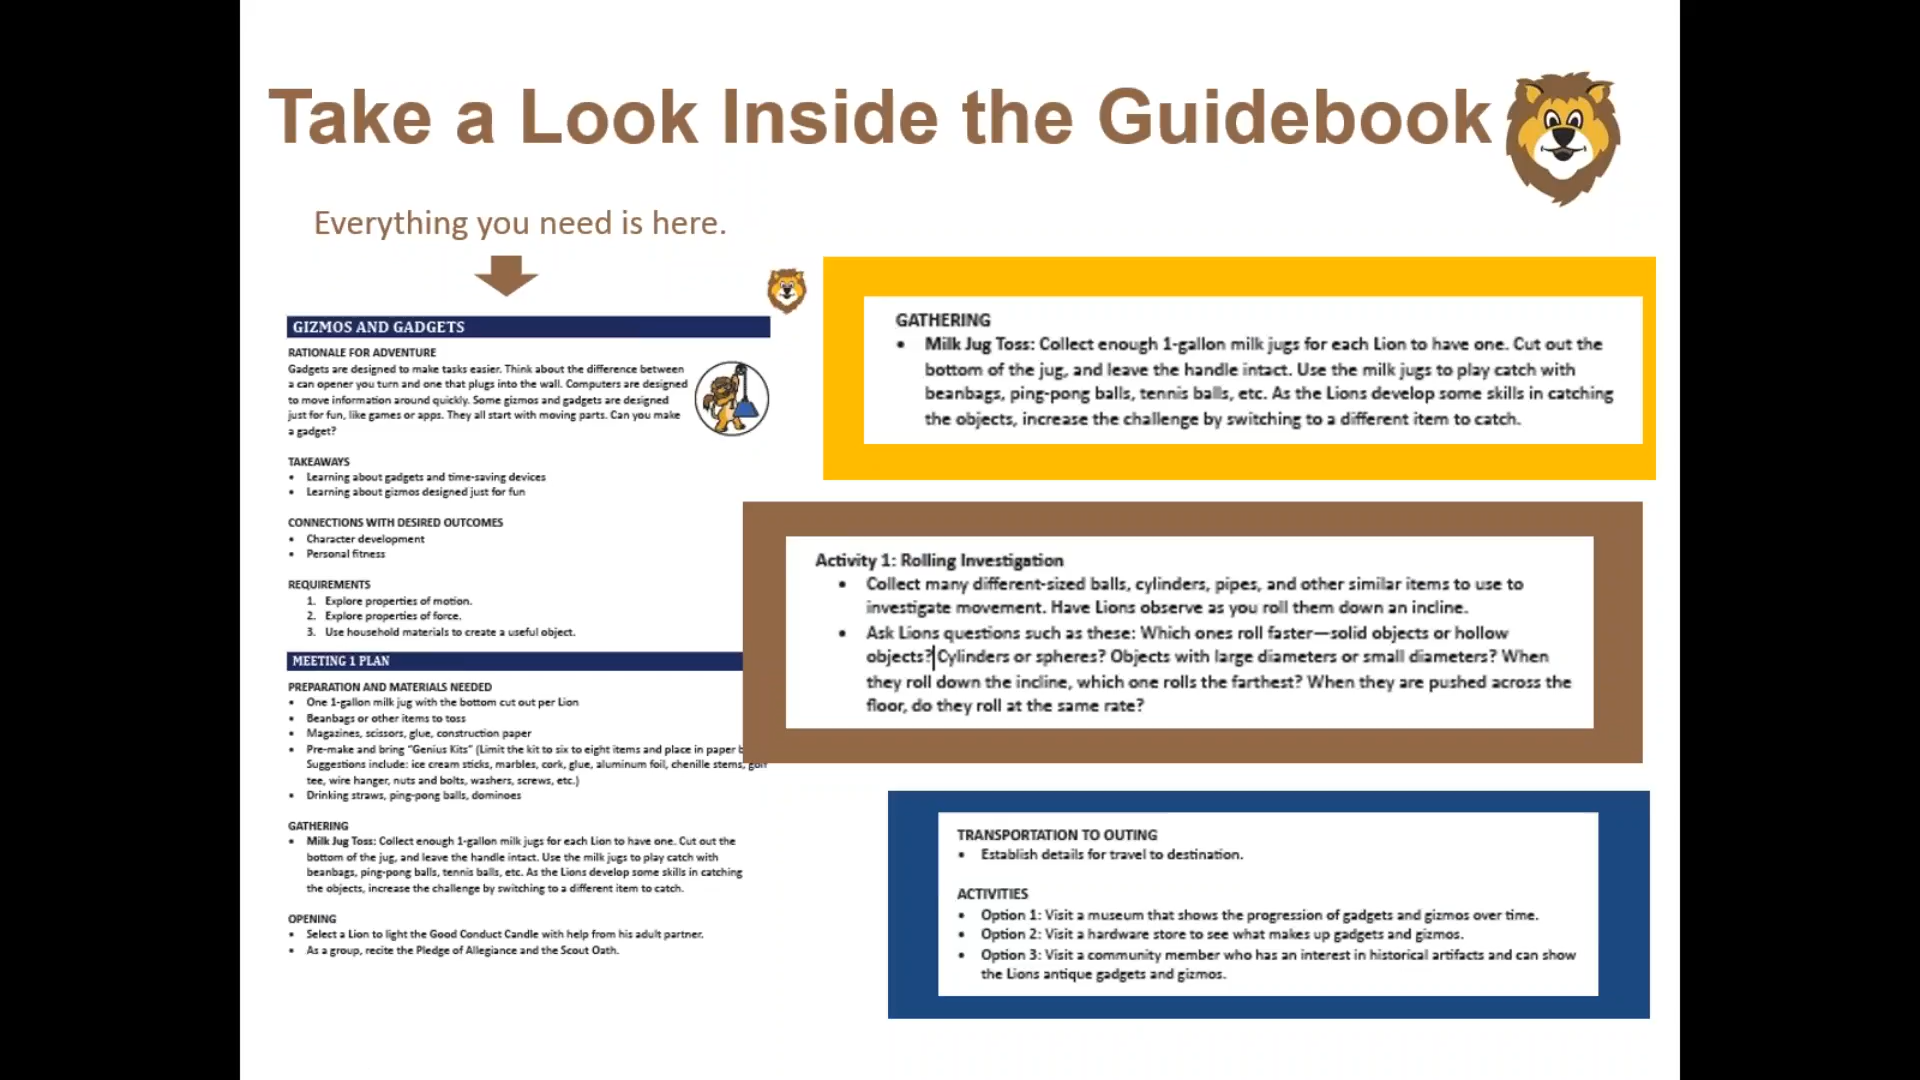 Take a Look Inside the Guidebook
Everything you need is here.
GIZMOS AND GADGETS
RATIONALE FOR ADVENTURE
Gadgets are designed to make tasks easier. Think about the difference between
a can opener you turn and one that plugs into the wall. Computers are designed
to move information around quickly. Some gizmos and gadgets are designed
just for fun, like games or apps. They all start with moving parts. Can you make
a gadget?
TAKEAWAYS
• Learning about gadgets and time-saving devices
• Learning about gizmos designed just for fun
CONNECTIONS WITH DESIRED OUTCOMES
• Character development
• Personal fitness
REQUIREMENTS
1. Explore properties of motion.
2. Explore properties of force.
3. Use household materials to create a useful object.
MEETING 1 PLAN
PREPARATION AND MATERIALS NEEDED
• One 1-gallon milk jug with the bottom cut out per Lion
• Beanbags or other items to toss
• Magazines, scissors, glue, construction paper
• Pre-make and bring “Genius Kits” (Limit the kit to six to eight items and place in paper
Suggestions include: ice cream sticks, marbles, cork, glue, aluminum foil, chenille stems, golf
tee, wire hanger, nuts and bolts, washers, screws, etc.)
• Drinking straws, ping-pong balls, dominoes
GATHERING
• Milk Jug Toss: Collect enough 1-gallon milk jugs for each Lion to have one. Cut out the
bottom of the jug, and leave the handle intact. Use the milk jugs to play catch with
beanbags, ping-pong balls, tennis balls, etc. As the Lions develop some skills in catching
the objects, increase the challenge by switching to a different item to catch.
OPENING
• Select a Lion to light the Good Conduct Candle with help from his adult partner.
• As a group, recite the Pledge of Allegiance and the Scout Oath.
GATHERING
• Milk Jug Toss: Collect enough 1-gallon milk jugs for each Lion to have one. Cut out the
bottom of the jug, and leave the handle intact. Use the milk jugs to play catch with
beanbags, ping-pong balls, tennis balls, etc. As the Lions develop some skills in catching
the objects, increase the challenge by switching to a different item to catch.
Activity 1: Rolling Investigation
• Collect many different-sized balls, cylinders, pipes, and other similar items to use to
investigate movement. Have Lions observe as you roll them down an incline.
• Ask Lions questions such as these: Which ones roll faster—solid objects or hollow
objects? Cylinders or spheres? Objects with large diameters or small diameters? When
they roll down the incline, which one rolls the farthest? When they are pushed across the
floor, do they roll at the same rate?
TRANSPORTATION TO OUTING
• Establish details for travel to destination.
ACTIVITIES
• Option 1: Visit a museum that shows the progression of gadgets and gizmos over time.
• Option 2: Visit a hardware store to see what makes up gadgets and gizmos.
• Option 3: Visit a community member who has an interest in historical artifacts and can show
the Lions antique gadgets and gizmos.